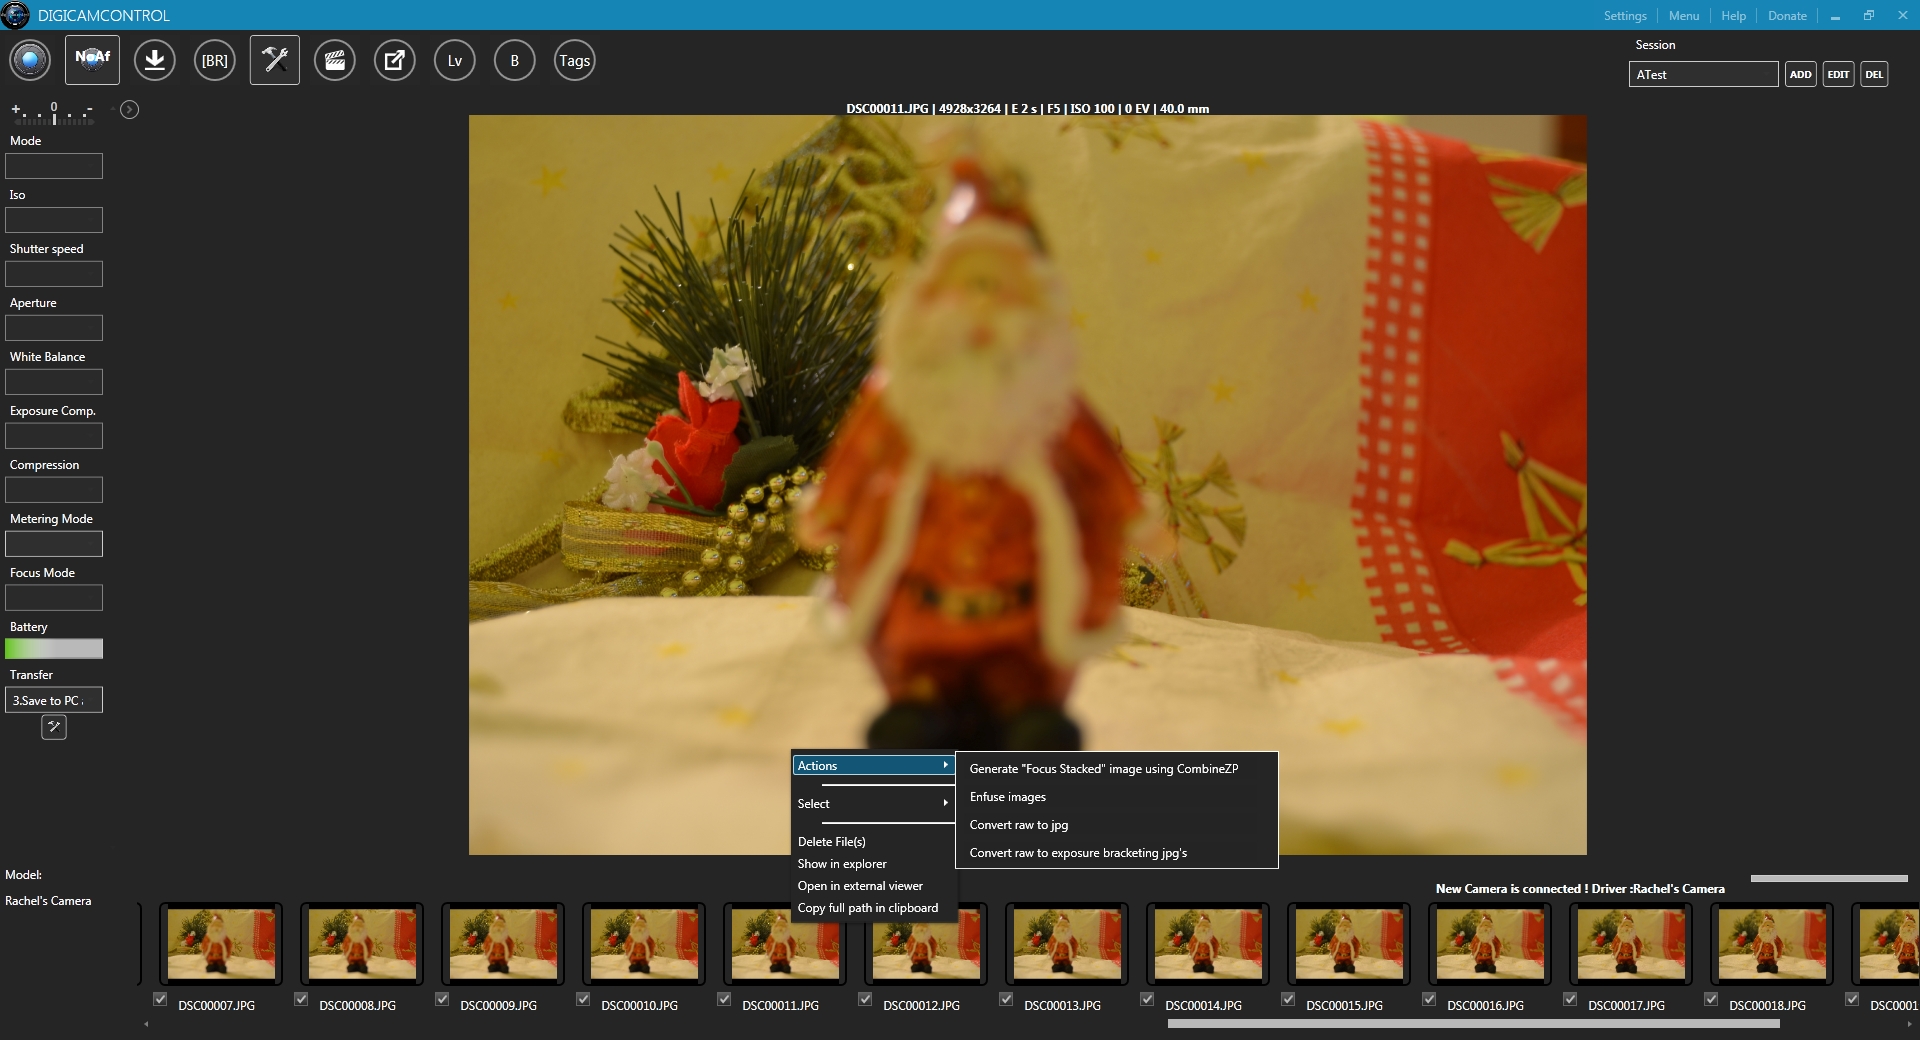 DIGICAMCONTROL
Settings
Menu
Help
Donate
NoAf
[BR]
Lv
B
Tags
Session
ATest
ADD
EDIT
DEL
+ 0 -
DSC00011.JPG | 4928x3264 | E 2 s | F5 | ISO 100 | 0 EV | 40.0 mm
Mode
Iso
Shutter speed
Aperture
White Balance
Exposure Comp.
Compression
Metering Mode
Focus Mode
Battery
Transfer
3.Save to PC
Actions
Select
Delete File(s)
Show in explorer
Open in external viewer
Copy full path in clipboard
Generate "Focus Stacked" image using CombineZP
Enfuse images
Convert raw to jpg
Convert raw to exposure bracketing jpg's
Model:
Rachel's Camera
New Camera is connected ! Driver :Rachel's Camera
DSC00007.JPG
DSC00008.JPG
DSC00009.JPG
DSC00010.JPG
DSC00011.JPG
DSC00012.JPG
DSC00013.JPG
DSC00014.JPG
DSC00015.JPG
DSC00016.JPG
DSC00017.JPG
DSC00018.JPG
DSC0001